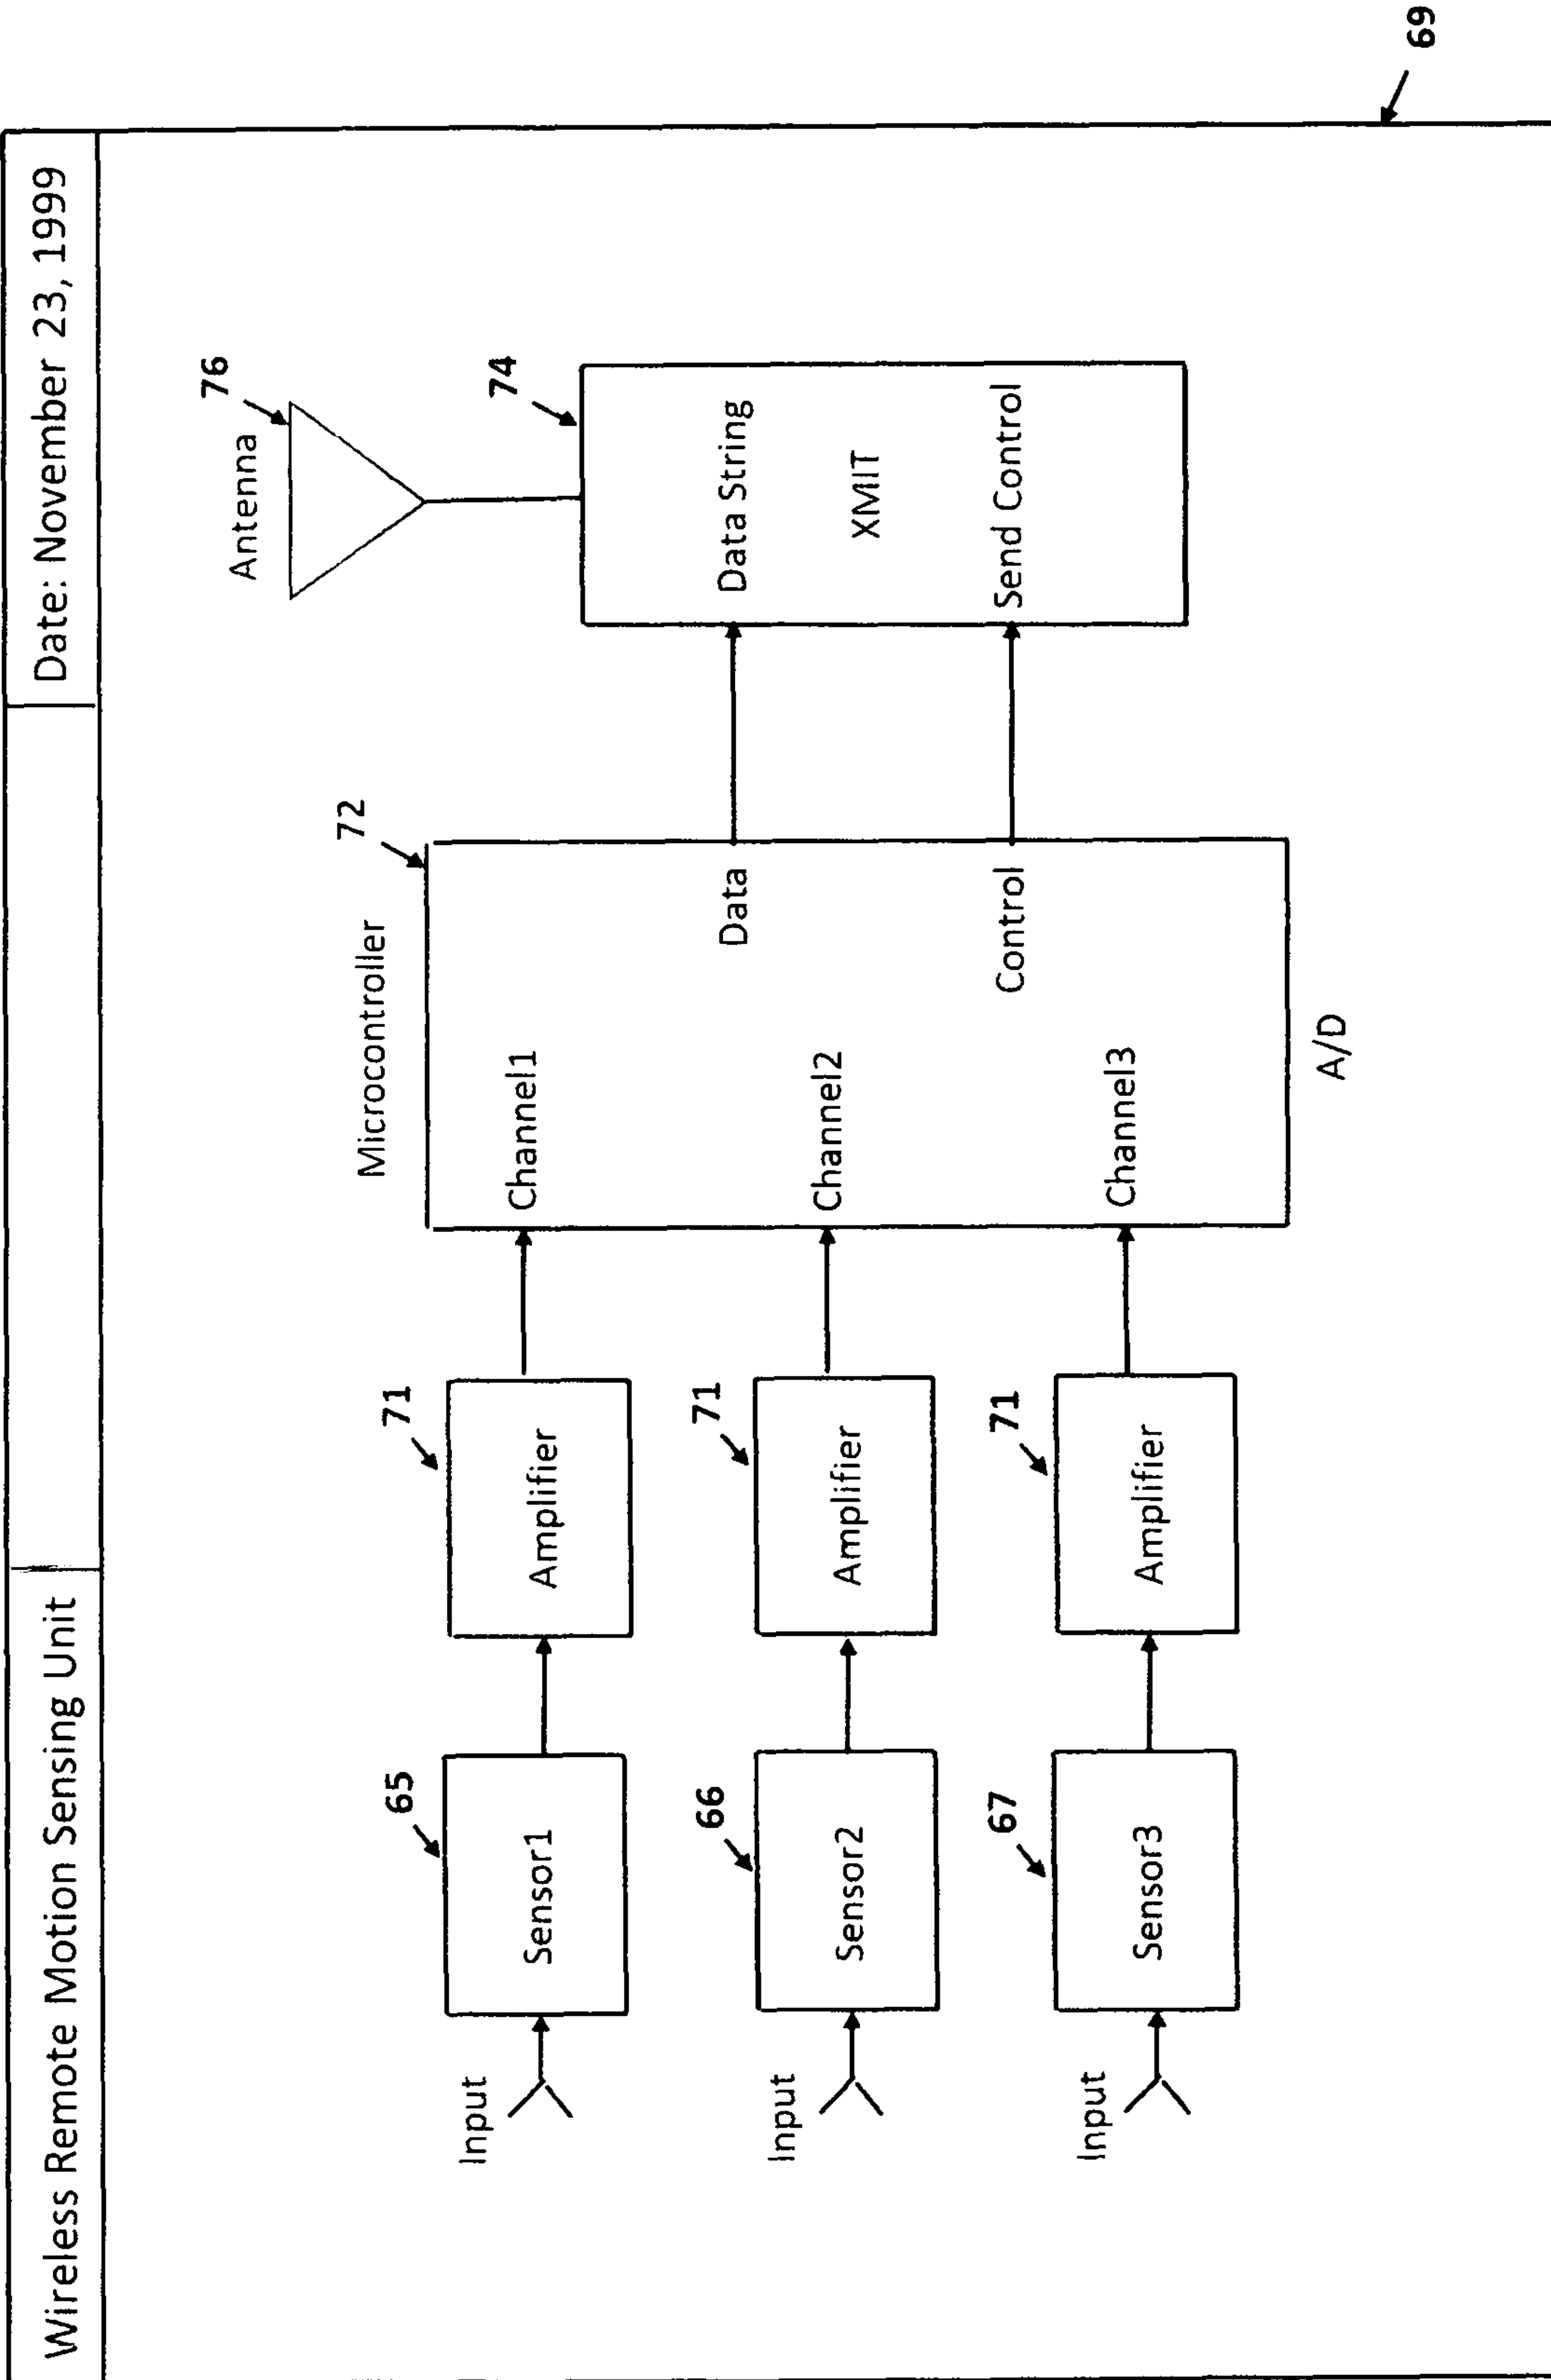 Wireless Remote Motion Sensing Unit
Date: November 23, 1999
Antenna
76
Microcontroller
72
74
Input
65
Sensor1
71
Amplifier
Channel1
Data
Data String
XMIT
Input
66
Sensor2
71
Amplifier
Channel2
Control
Send Control
Input
67
Sensor3
71
Amplifier
Channel3
A/D
69